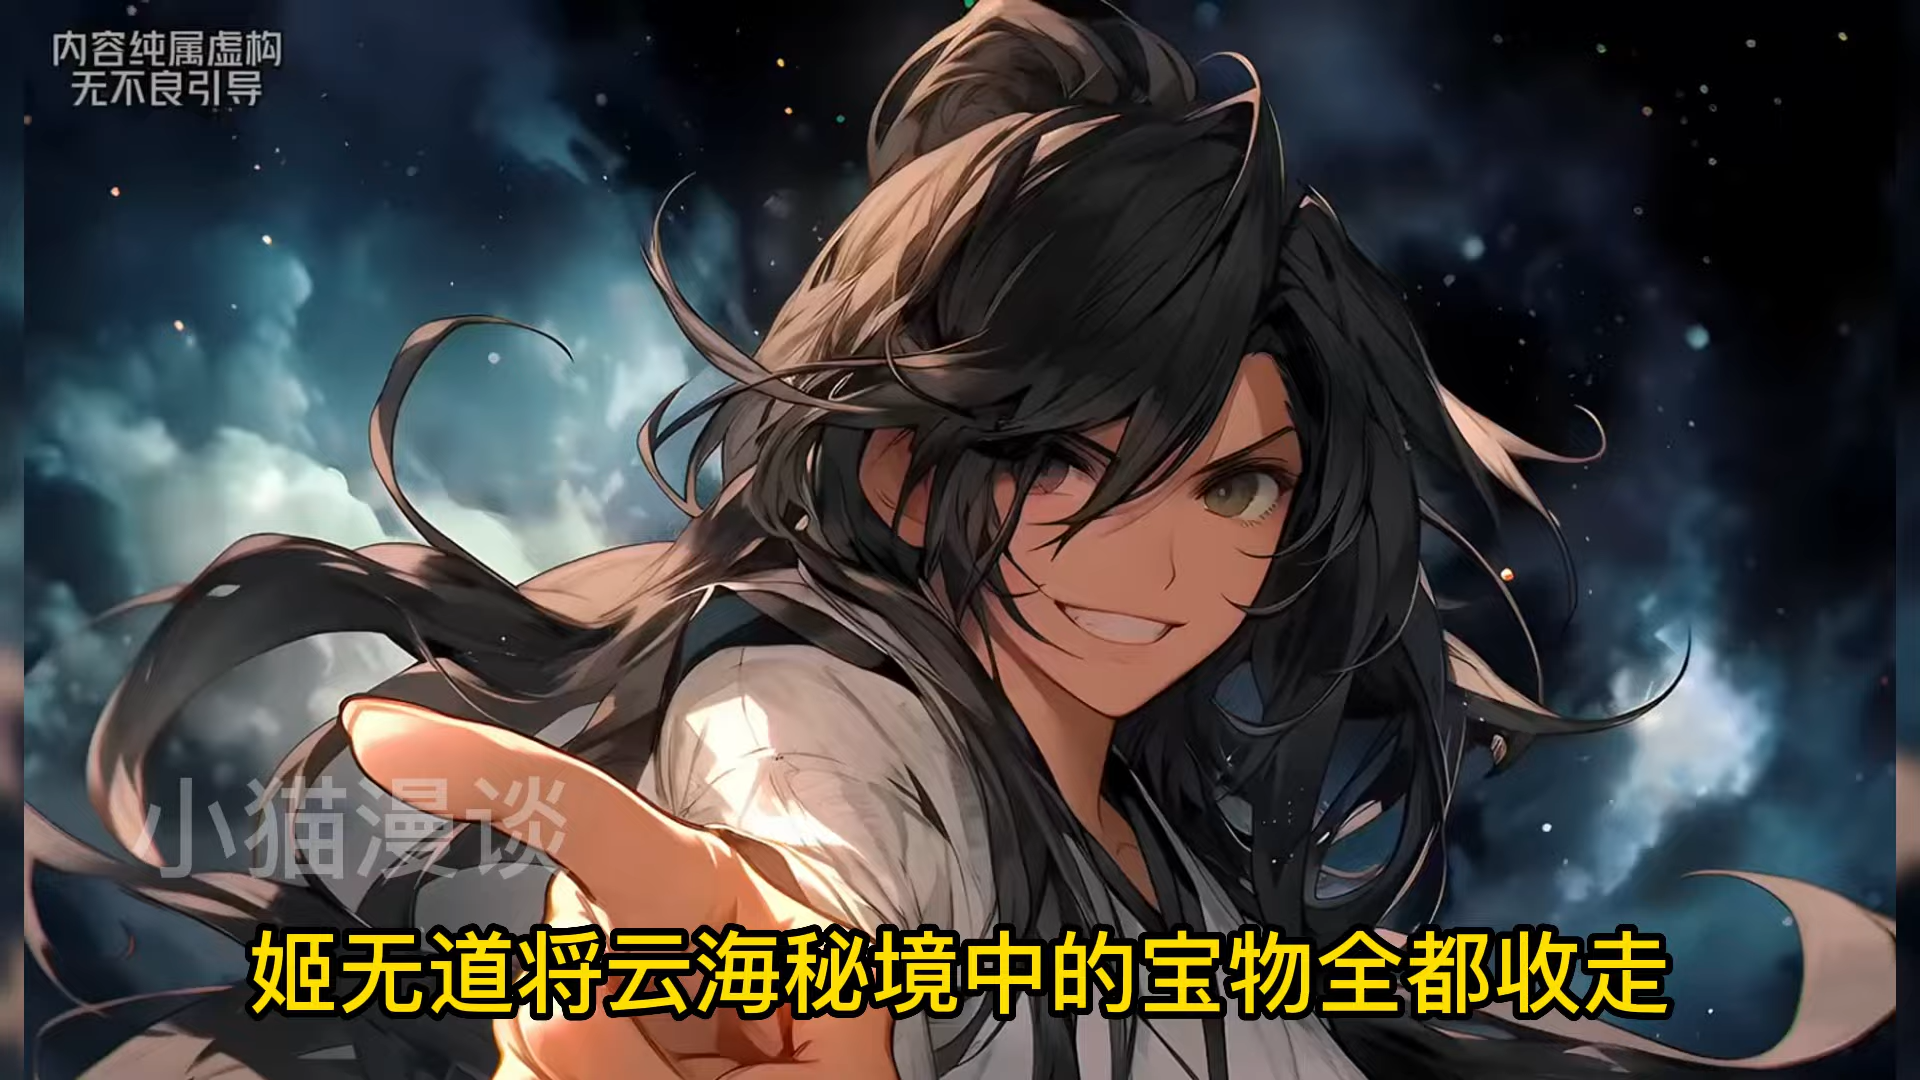 内容纯属虚构
无不良引导
小猫漫谈
姬无道将云海秘境中的宝物全都收走